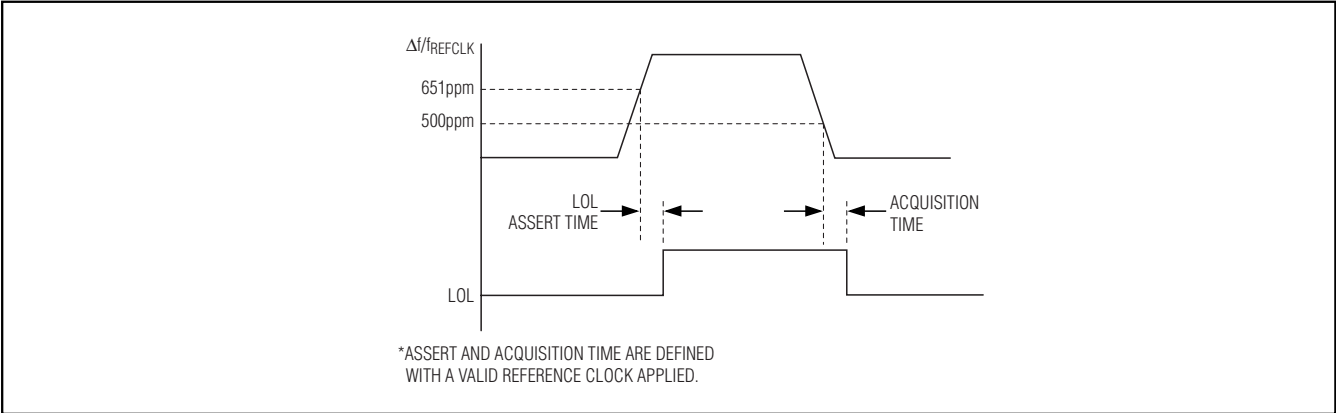 Δf/fREFCLK
651ppm
500ppm
LOL
ASSERT TIME
ACQUISITION
TIME
LOL
*ASSERT AND ACQUISITION TIME ARE DEFINED
WITH A VALID REFERENCE CLOCK APPLIED.